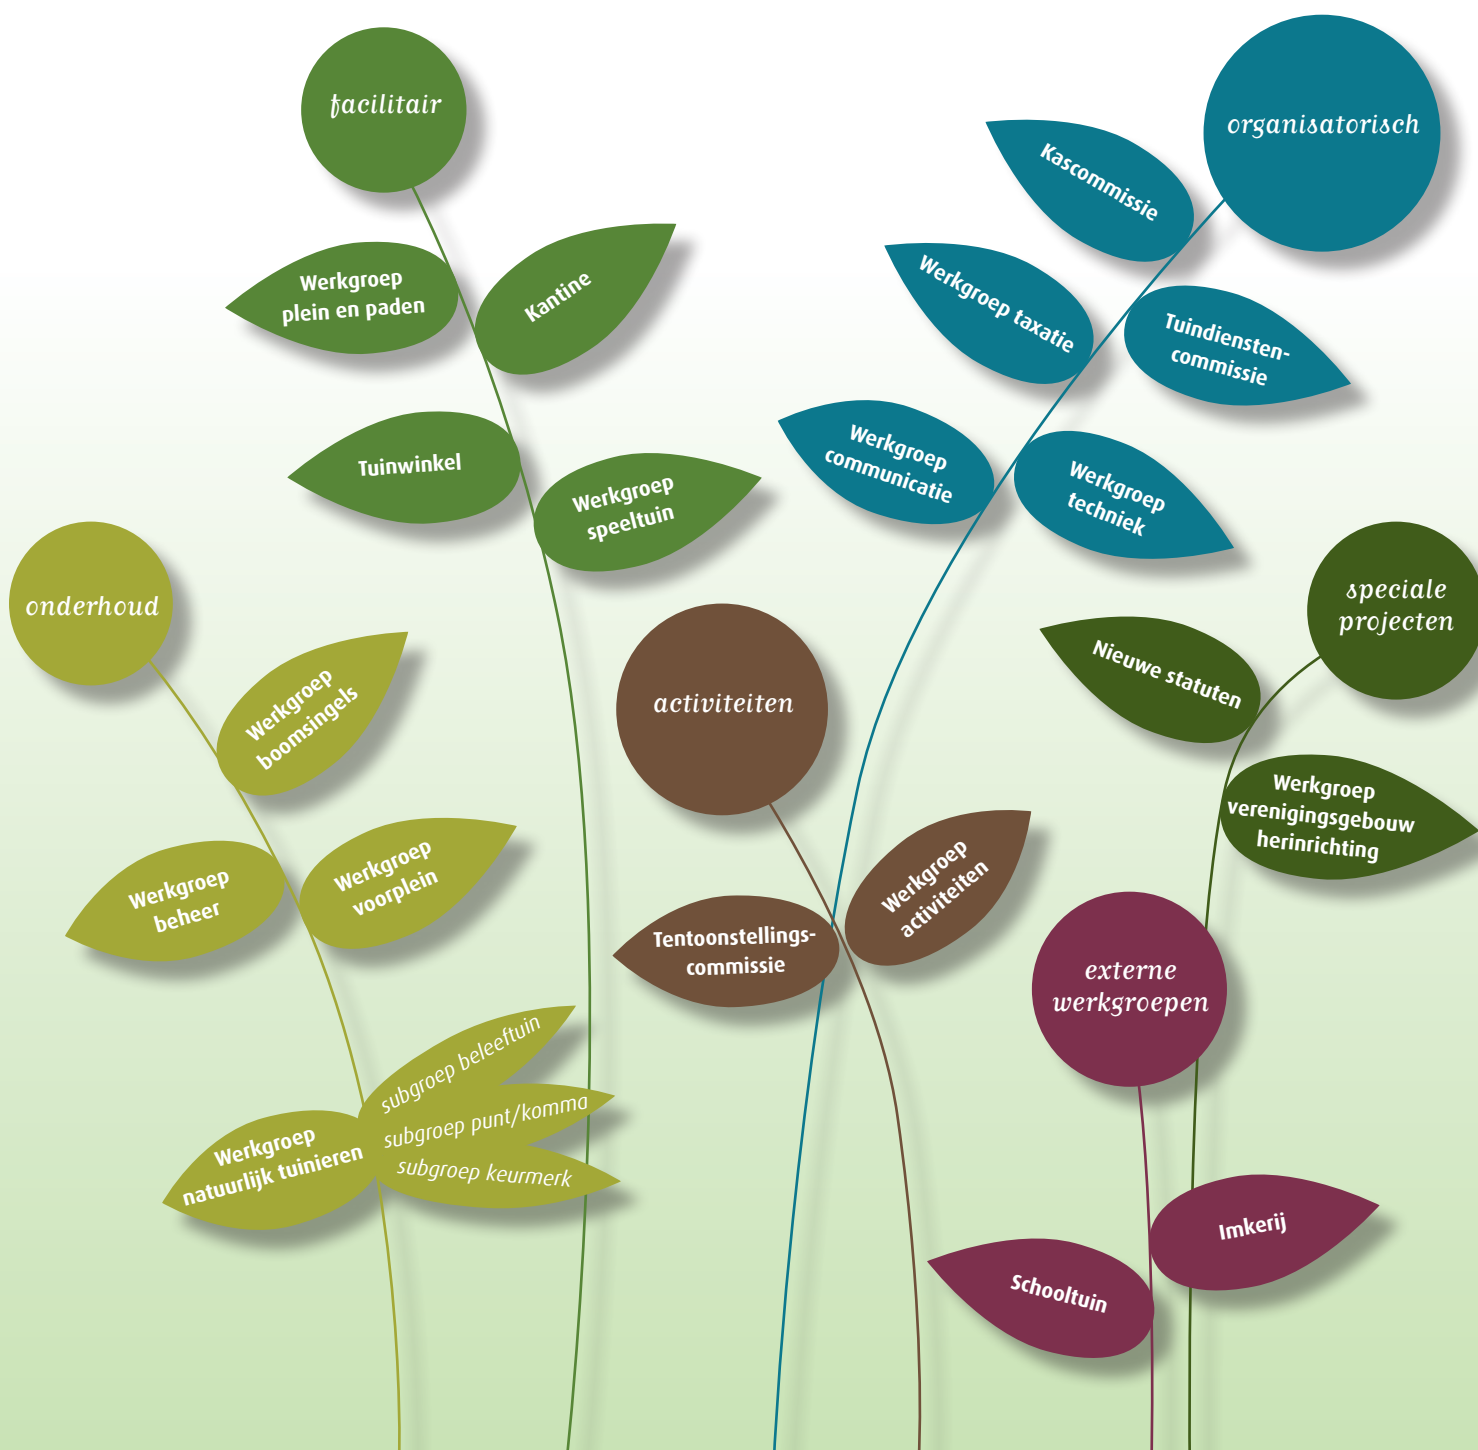 facilitair
Werkgroep
plein en paden
Kantine
Tuinwinkel
Werkgroep
speeltuin
organisatorisch
Kascommissie
Werkgroep taxatie
Tuindiensten-
commissie
Werkgroep
communicatie
Werkgroep
techniek
onderhoud
Werkgroep
boomsingels
Werkgroep
beheer
Werkgroep
voorplein
Werkgroep
natuurlijk tuinieren
subgroep beleeftuin
subgroep punt/komma
subgroep keurmerk
activiteiten
Tentoonstellings-
commissie
Werkgroep
activiteiten
speciale
projecten
Nieuwe statuten
Werkgroep
verenigingsgebouw
herinrichting
externe
werkgroepen
Schooltuin
Imkerij